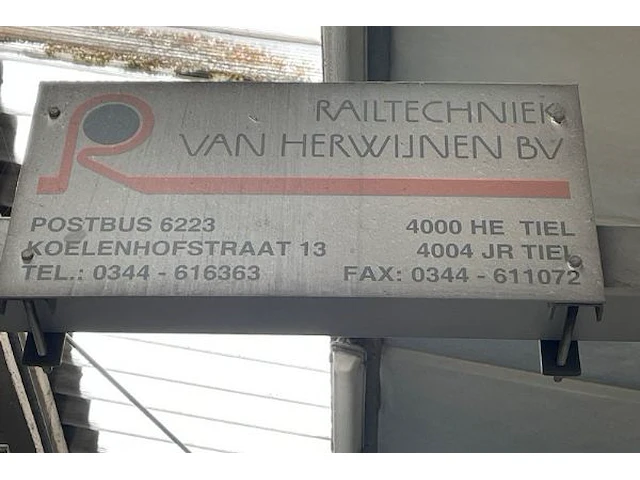 RAILTECHNIEK
VAN HERWIJNEN BV
POSTBUS 6223 4000 HE TIEL
KOELENHOFSTRAAT 13 4004 JR TIEL
TEL.: 0344 - 616363 FAX: 0344 - 611072